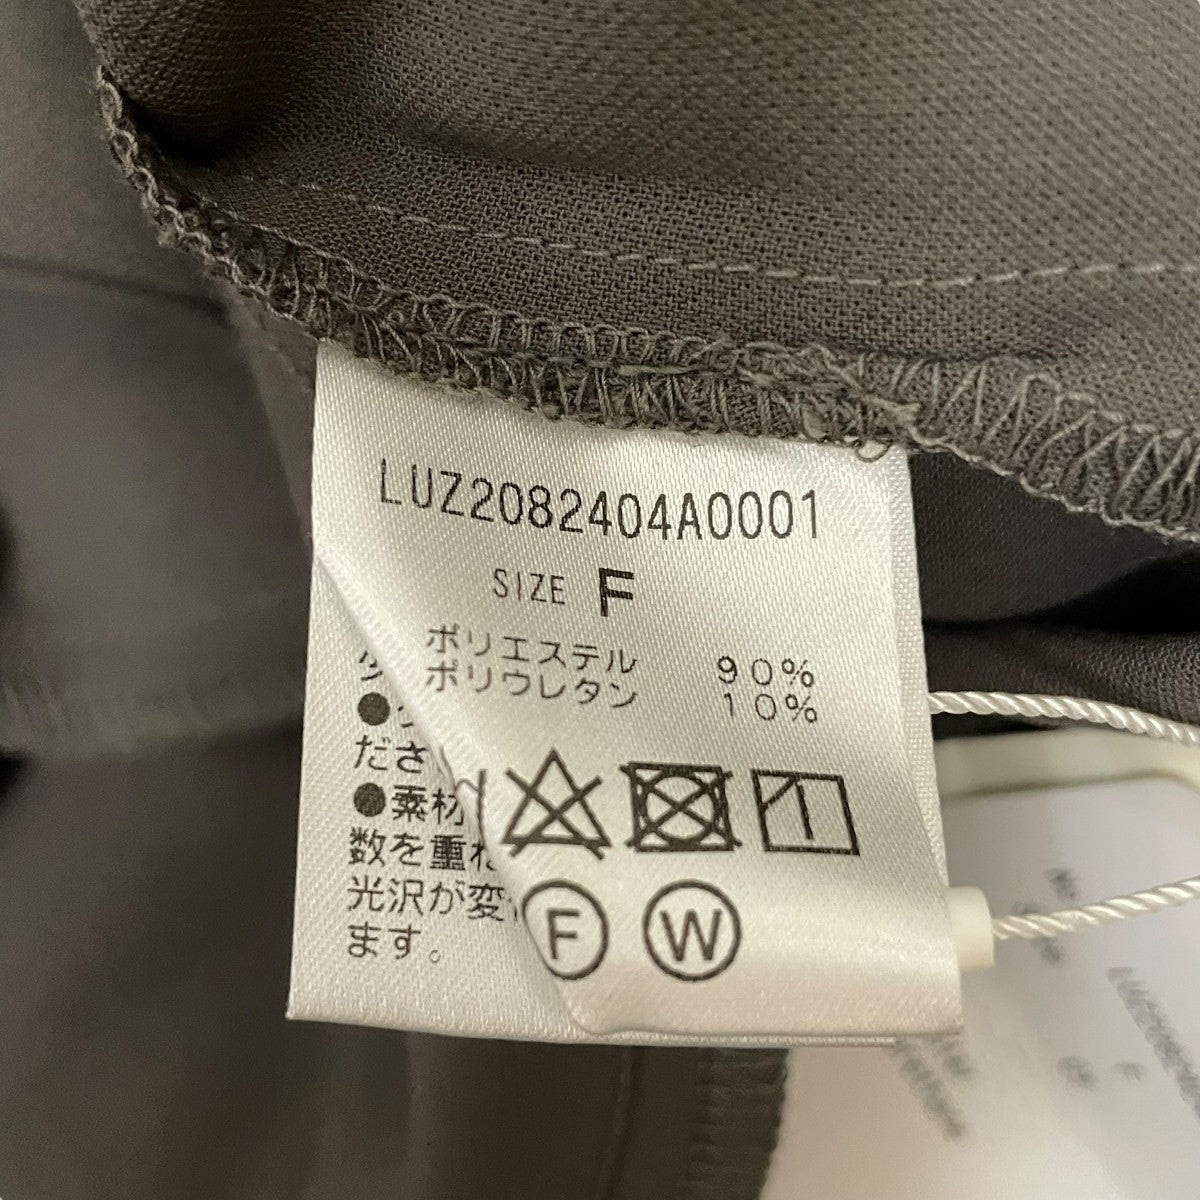 LUZ2082404A0001
SIZE F
ポリエステル 90%
ポリウレタン 10%
ださ
●素材
数を重ね
光沢が変
ます。
F W
LUZ2082404
F